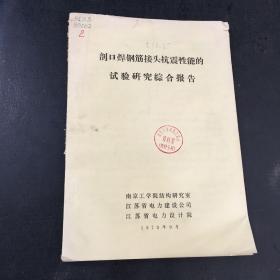 剖口焊钢筋接头抗震性能的
试验研究綜合报告
南京工学院结构研究室
江苏省电力建设公司
江苏省电力设计院